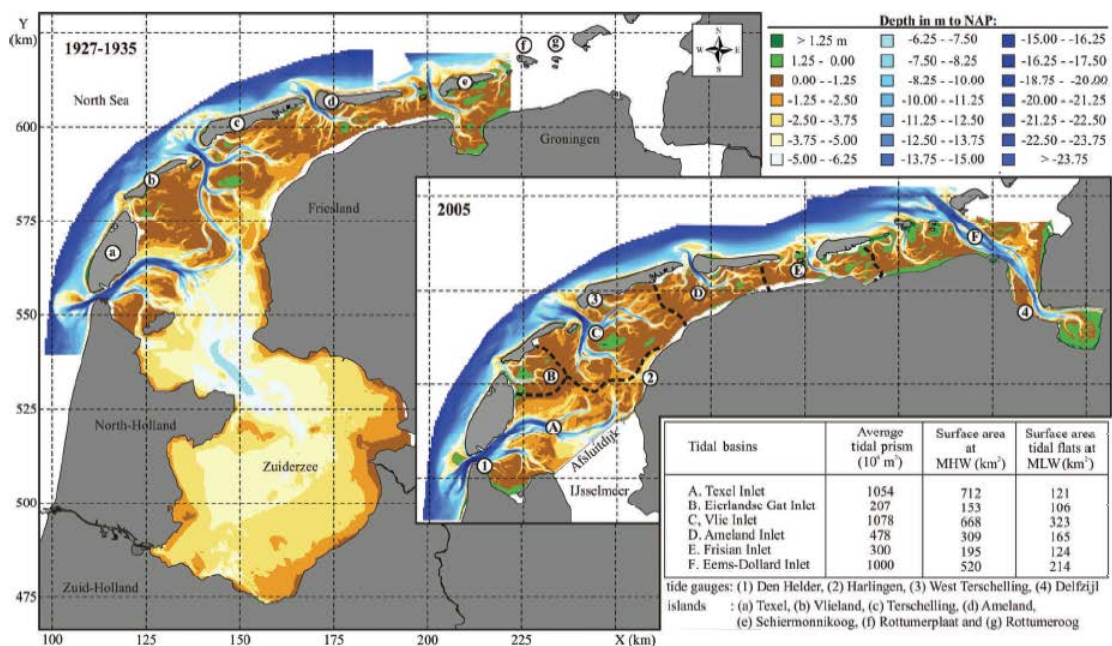 Y
(km)
1927-1935
North Sea
600
575
550
525
500
475
100
125
150
175
200
225
X (km)
a
b
c
d
e
f
g
Groningen
Friesland
North-Holland
Zuiderzee
Zuid-Holland
N
W E
S
Depth in m to NAP:
> 1.25 m
1.25 - 0.00
0.00 --1.25
-1.25 --2.50
-2.50 --3.75
-3.75 --5.00
-5.00 --6.25
-6.25 --7.50
-7.50 --8.25
-8.25 --10.00
-10.00 --11.25
-11.25 --12.50
-12.50 --13.75
-13.75 --15.00
-15.00 --16.25
-16.25 --17.50
-18.75 --20.00
-20.00 --21.25
-21.25 --22.50
-22.50 --23.75
> -23.75
2005
A
B
C
D
E
F
1
2
3
4
Afsluitdijk
IJsselmeer
Tidal basins Average tidal prism (10⁶ m³) Surface area at MHW (km²) Surface area tidal flats at MLW(km²)
A. Texel Inlet 1054 712 121
B. Eierlandse Gat Inlet 207 153 106
C. Vlie Inlet 1078 668 323
D. Ameland Inlet 478 309 165
E. Frisian Inlet 300 195 124
F. Eems-Dollard Inlet 1000 520 214
tide gauges: (1) Den Helder, (2) Harlingen, (3) West Terschelling, (4) Delfzijl
islands : (a) Texel, (b) Vlieland, (c) Terschelling, (d) Ameland,
(e) Schiermonnikoog, (f) Rottumerplaat and (g) Rottumeroog